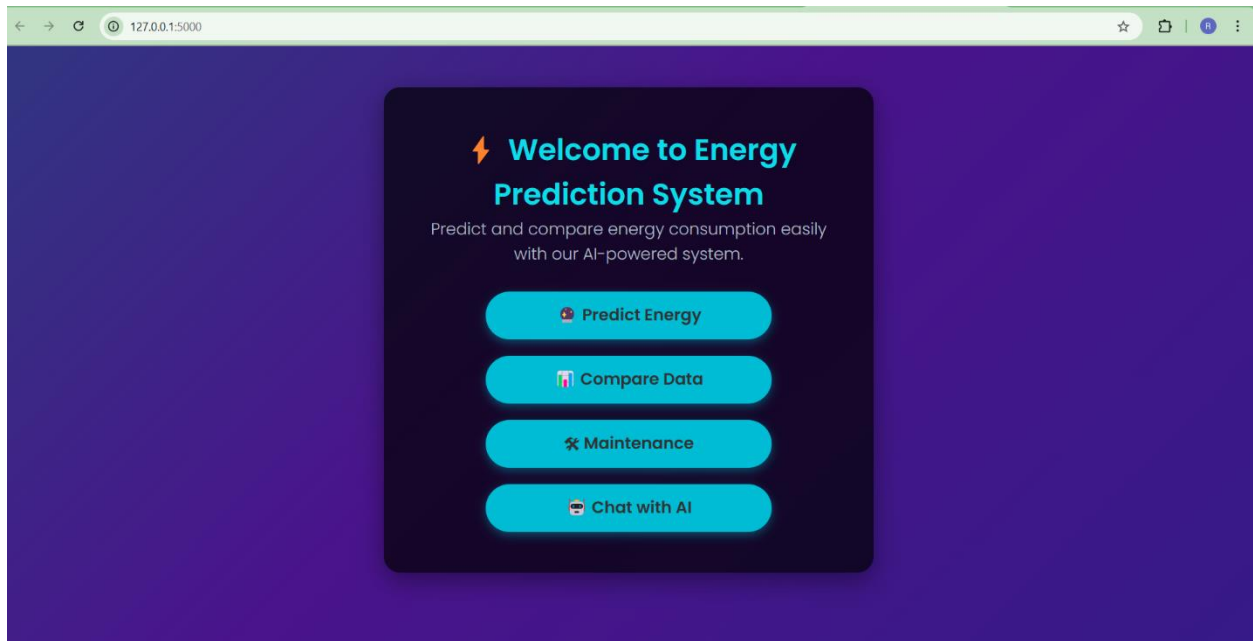 127.0.0.1:5000
R
⚡ Welcome to Energy
Prediction System
Predict and compare energy consumption easily
with our AI-powered system.
🔮 Predict Energy
📊 Compare Data
🛠 Maintenance
🤖 Chat with AI